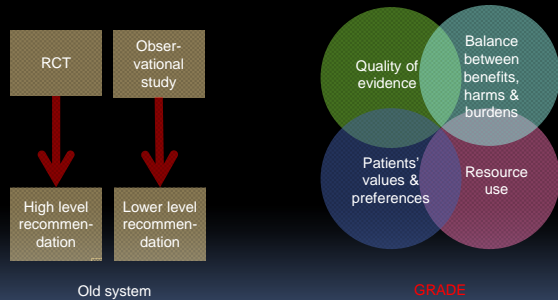 RCT
Obser-
vational
study
High level
recommen-
dation
Lower level
recommen-
dation
Old system
Quality of
evidence
Balance
between
benefits,
harms &
burdens
Patients'
values &
preferences
Resource
use
GRADE